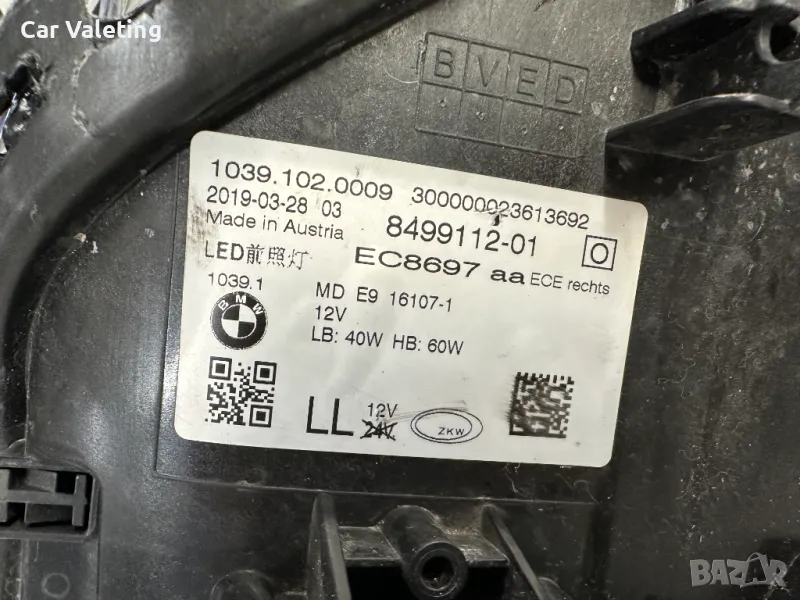 Car Valeting
BVED
1039.102.0009 300000023613692
2019-03-28 03
Made in Austria 8499112-01 O
LED前照灯 EC8697 aa ECE rechts
1039.1 MD E9 16107-1
BMW 12V
LB: 40W HB: 60W
LL 12V
24V ZKW
BAZAR